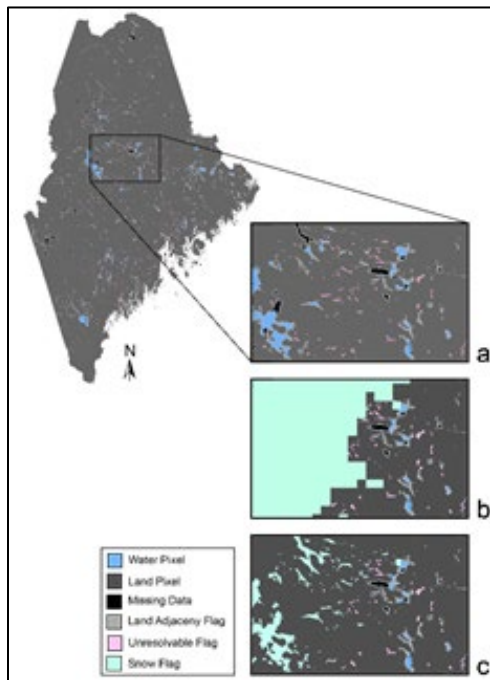 N
a
b
Water Pixel
Land Pixel
Missing Data
Land Adjaceny Flag
Unresolvable Flag
Snow Flag
c